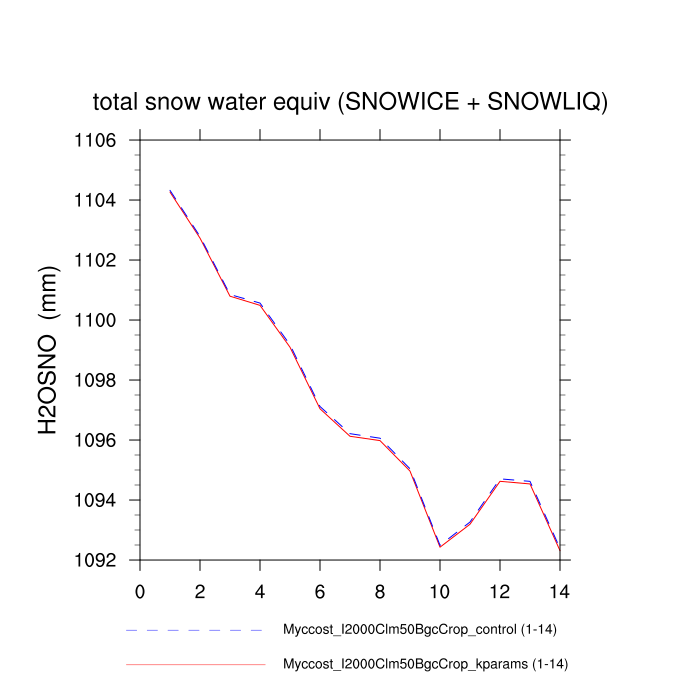 total snow water equiv (SNOWICE + SNOWLIQ)
1106
1104
1102
1100
1098
1096
1094
1092
H2OSNO (mm)
0 2 4 6 8 10 12 14
Myccost_I2000Clm50BgcCrop_control (1-14)
Myccost_I2000Clm50BgcCrop_kparams (1-14)